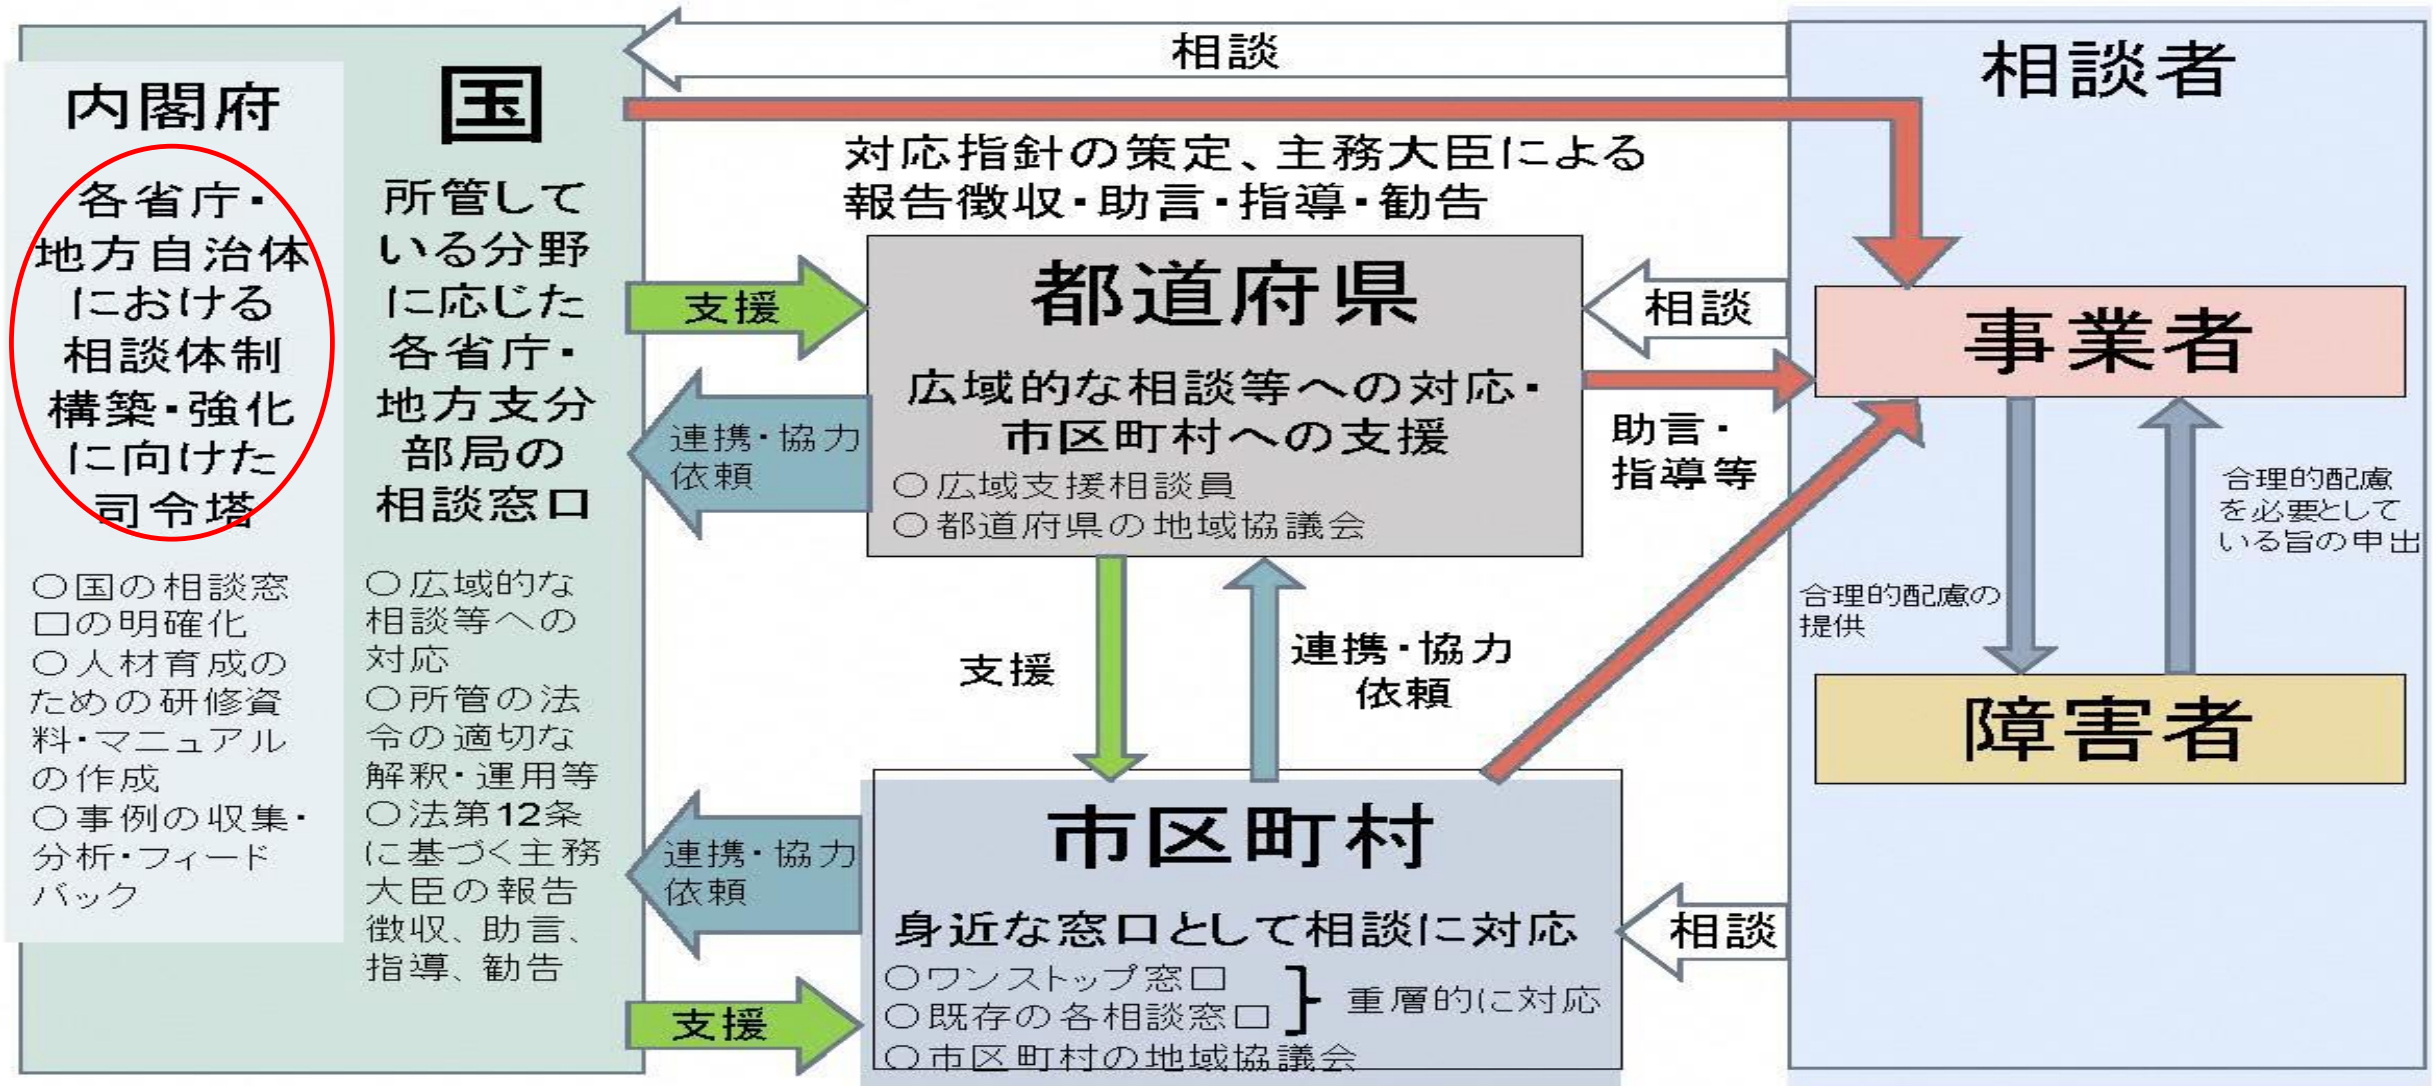 内閣府
各省庁・
地方自治体
における
相談体制
構築・強化
に向けた
司令塔
○国の相談窓
口の明確化
○人材育成の
ための研修資
料・マニュアル
の作成
○事例の収集・
分析・フィード
バック
国
所管して
いる分野
に応じた
各省庁・
地方支分
部局の
相談窓口
○広域的な
相談等への
対応
○所管の法
令の適切な
解釈・運用等
○法第12条
に基づく主務
大臣の報告
徴収、助言、
指導、勧告
相談
対応指針の策定、主務大臣による
報告徴収・助言・指導・勧告
支援
連携・協力
依頼
都道府県
広域的な相談等への対応・
市区町村への支援
○広域支援相談員
○都道府県の地域協議会
相談
助言・
指導等
支援
連携・協力
依頼
連携・協力
依頼
支援
市区町村
身近な窓口として相談に対応
○ワンストップ窓口
○既存の各相談窓口
重層的に対応
○市区町村の地域協議会
相談
相談者
事業者
合理的配慮
を必要として
いる旨の申出
合理的配慮の
提供
障害者